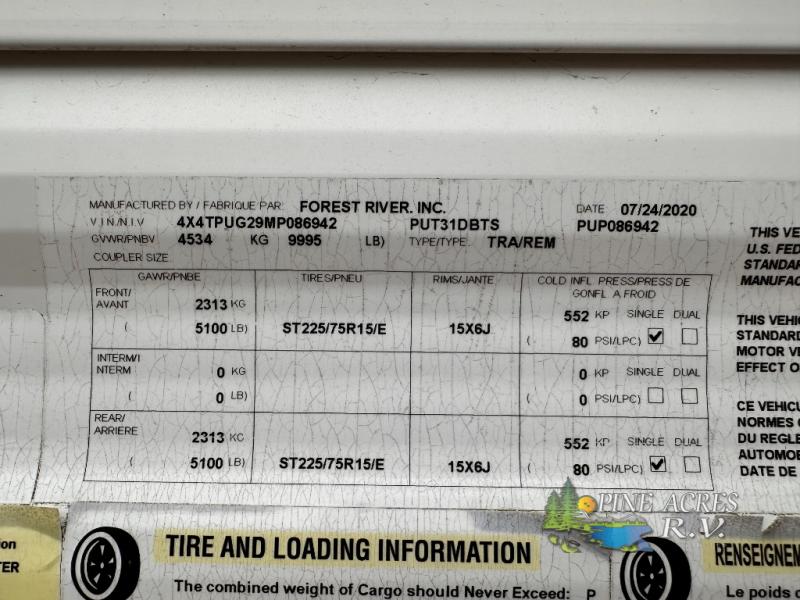 MANUFACTURED BY / FABRIQUE PAR: FOREST RIVER, INC. DATE 07/24/2020
V I N/N.I.V 4X4TPUG29MP086942 PUT31DBTS PUP086942
GVWR/PNBV 4534 KG 9995 LB) TYPE/TYPE: TRA/REM
COUPLER SIZE:
GAWR/PNBE TIRES/PNEU RIMS/JANTE COLD INFL PRESS/PRESS DE
GONFL A FROID
FRONT/
AVANT 2313 KG 552 KP SINGLE DUAL
( 5100 LB) ST225/75R15/E 15X6J ( 80 PSI/LPC)
INTERM/I
NTERM 0 KG 0 KP SINGLE DUAL
( 0 LB) ( 0 PSI/LPC)
REAR/
ARRIERE 2313 KG 552 KP SINGLE DUAL
( 5100 LB) ST225/75R15/E 15X6J ( 80 PSI/LPC)
THIS VE
U.S. FED
STANDAR
MANUFAC
THIS VEHI
STANDARD
MOTOR VE
EFFECT O
CE VEHICU
NORMES
DU REGLE
AUTOMOB
DATE DE
PINE ACRES
R.V.
tion
TER
TIRE AND LOADING INFORMATION
The combined weight of Cargo should Never Exceed: P
RENSEIGNEM
Le poids